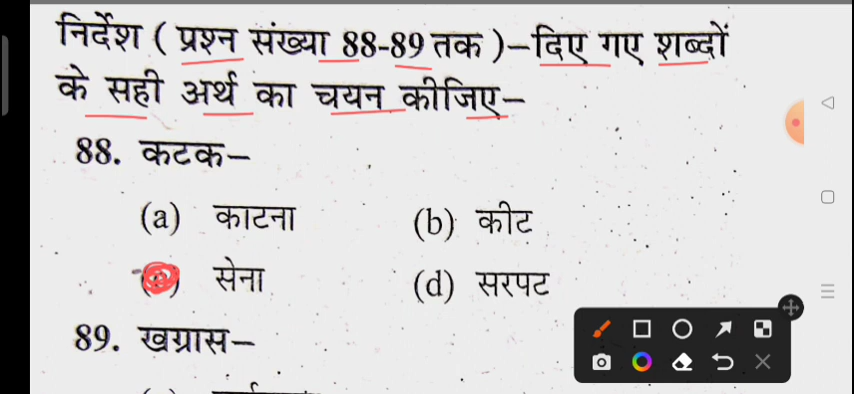 निर्देश ( प्रश्न संख्या 88-89 तक )–दिए गए शब्दों
के सही अर्थ का चयन कीजिए–
88. कटक–
(a) काटना (b) कीट
सेना (d) सरपट
89. खग्रास–